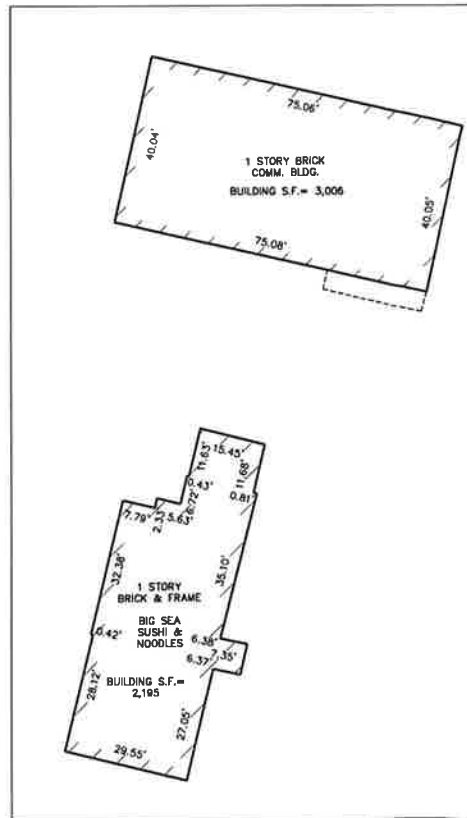 75.06'
40.04'
1 STORY BRICK
COMM. BLDG.
BUILDING S.F.= 3,006
40.05'
75.08'
15.45'
11.63'
11.68'
0.43'
0.81'
6.72'
7.79'
2.33'
5.63'
32.38'
35.10'
1 STORY
BRICK & FRAME
BIG SEA
SUSHI &
NOODLES
0.42'
6.38'
7.35'
6.37'
28.12'
BUILDING S.F.=
2,195
27.05'
29.55'